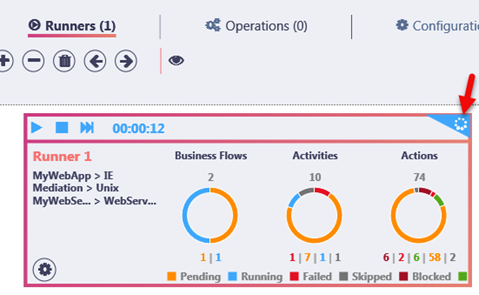 Runners (1)
Operations (0)
Configuratio
00:00:12
Runner 1
MyWebApp > IE
Mediation > Unix
MyWebSe... > WebServ...
Business Flows
2
1 | 1
Activities
10
1 | 7 | 1 | 1
Actions
74
6 | 2 | 6 | 58 | 2
Pending Running Failed Skipped Blocked